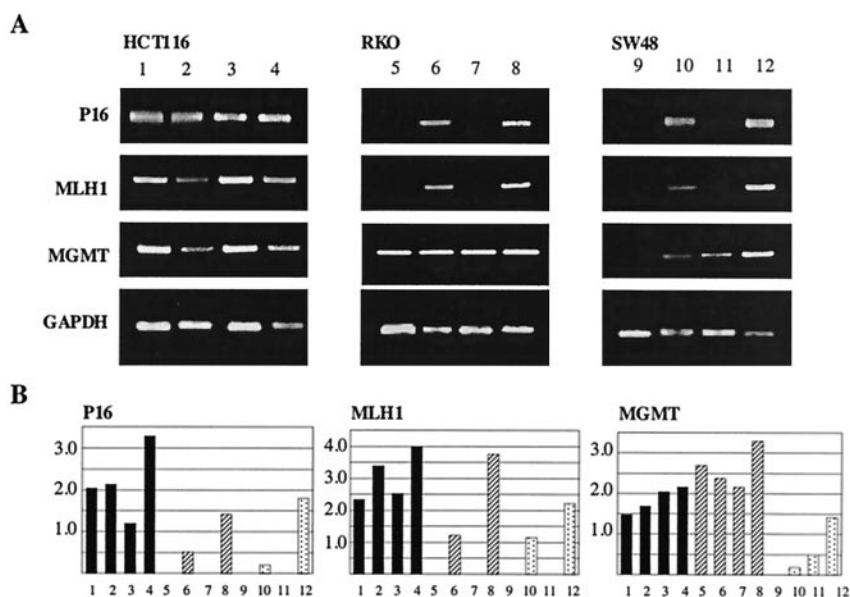 A
HCT116 RKO SW48
1 2 3 4 5 6 7 8 9 10 11 12
P16
MLH1
MGMT
GAPDH
B
P16 MLH1 MGMT
3.0 2.0 1.0
4.0 3.0 2.0 1.0
3.0 2.0 1.0
1 2 3 4 5 6 7 8 9 10 11 12 1 2 3 4 5 6 7 8 9 10 11 12 1 2 3 4 5 6 7 8 9 10 11 12